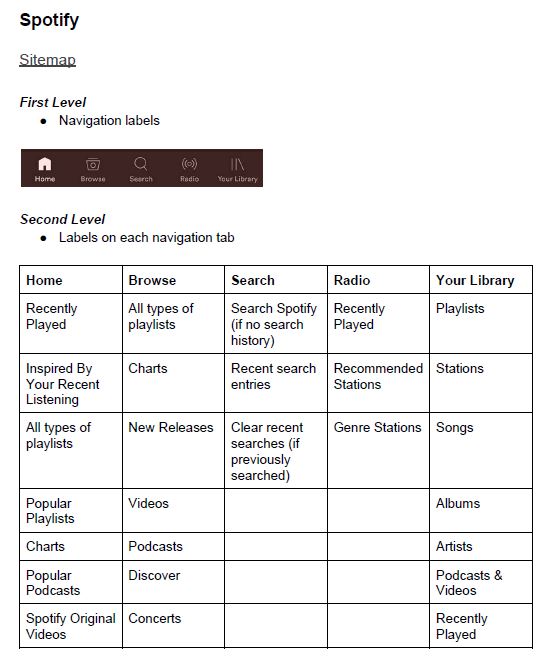 Spotify
Sitemap
First Level
● Navigation labels
Home Browse Search Radio Your Library
Second Level
● Labels on each navigation tab
Home Browse Search Radio Your Library
Recently Played
All types of playlists
Search Spotify (if no search history)
Recently Played
Playlists
Inspired By Your Recent Listening
Charts
Recent search entries
Recommended Stations
Stations
All types of playlists
New Releases
Clear recent searches (if previously searched)
Genre Stations
Songs
Popular Playlists
Videos
Albums
Charts
Podcasts
Artists
Popular Podcasts
Discover
Podcasts & Videos
Spotify Original Videos
Concerts
Recently Played